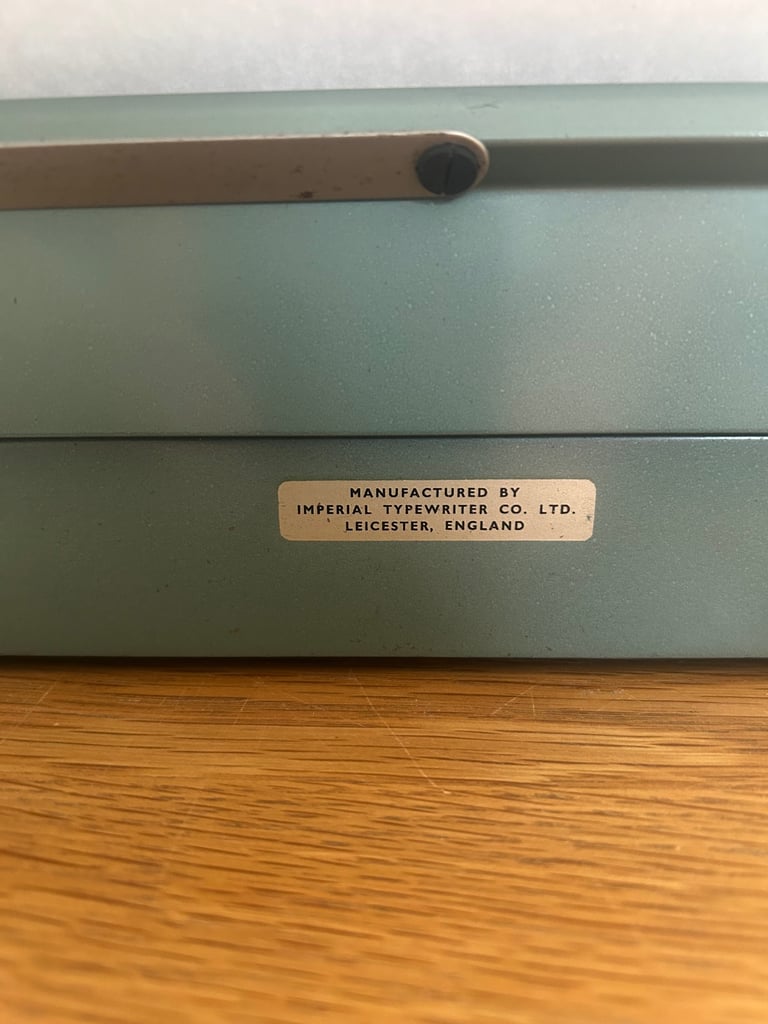 MANUFACTURED BY
IMPERIAL TYPEWRITER CO. LTD.
LEICESTER, ENGLAND